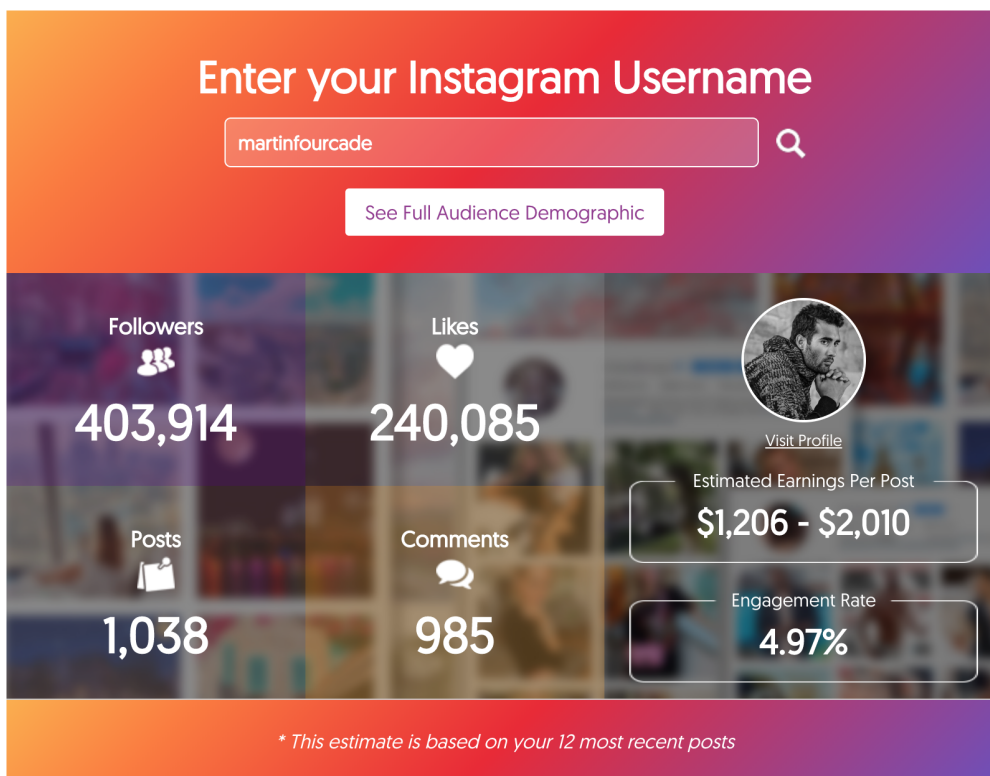 Enter your Instagram Username
martinfourcade
See Full Audience Demographic
Followers
403,914
Likes
240,085
Visit Profile
Estimated Earnings Per Post
$1,206 - $2,010
Posts
1,038
Comments
985
Engagement Rate
4.97%
* This estimate is based on your 12 most recent posts